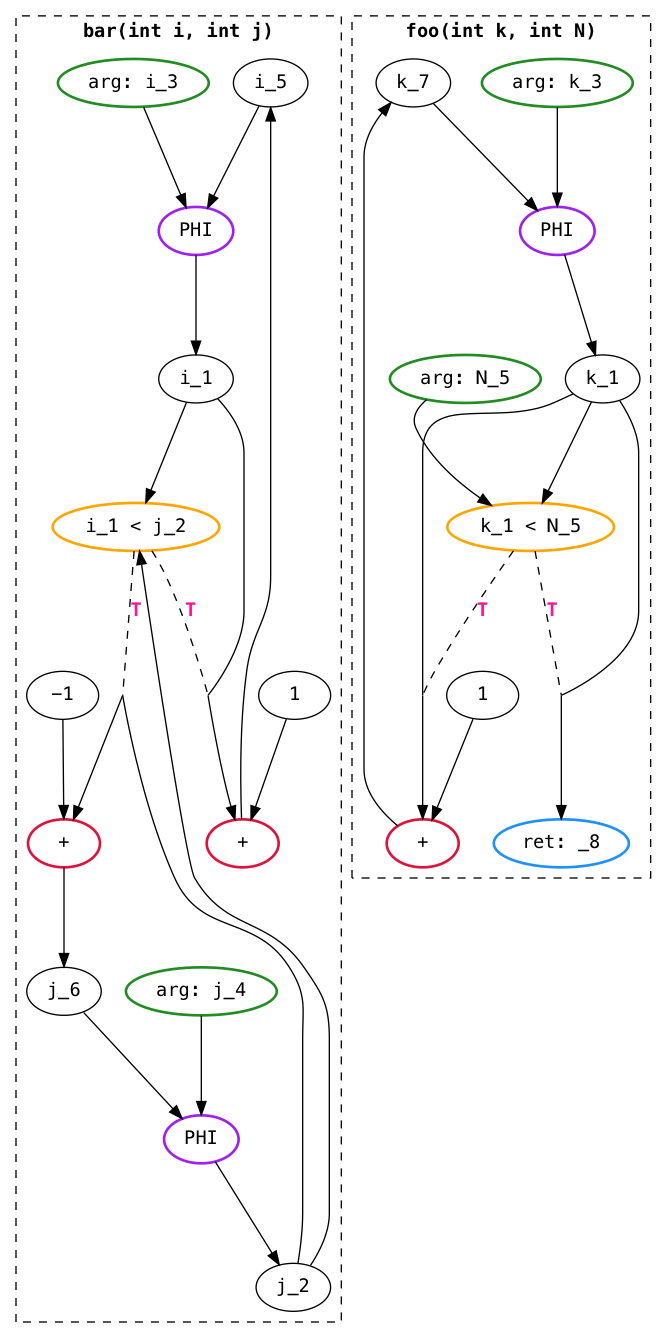 bar(int i, int j)
arg: i_3
i_5
PHI
i_1
i_1 < j_2
T
T
−1
1
+
+
j_6
arg: j_4
PHI
j_2
foo(int k, int N)
k_7
arg: k_3
PHI
arg: N_5
k_1
k_1 < N_5
T
T
1
+
ret: _8